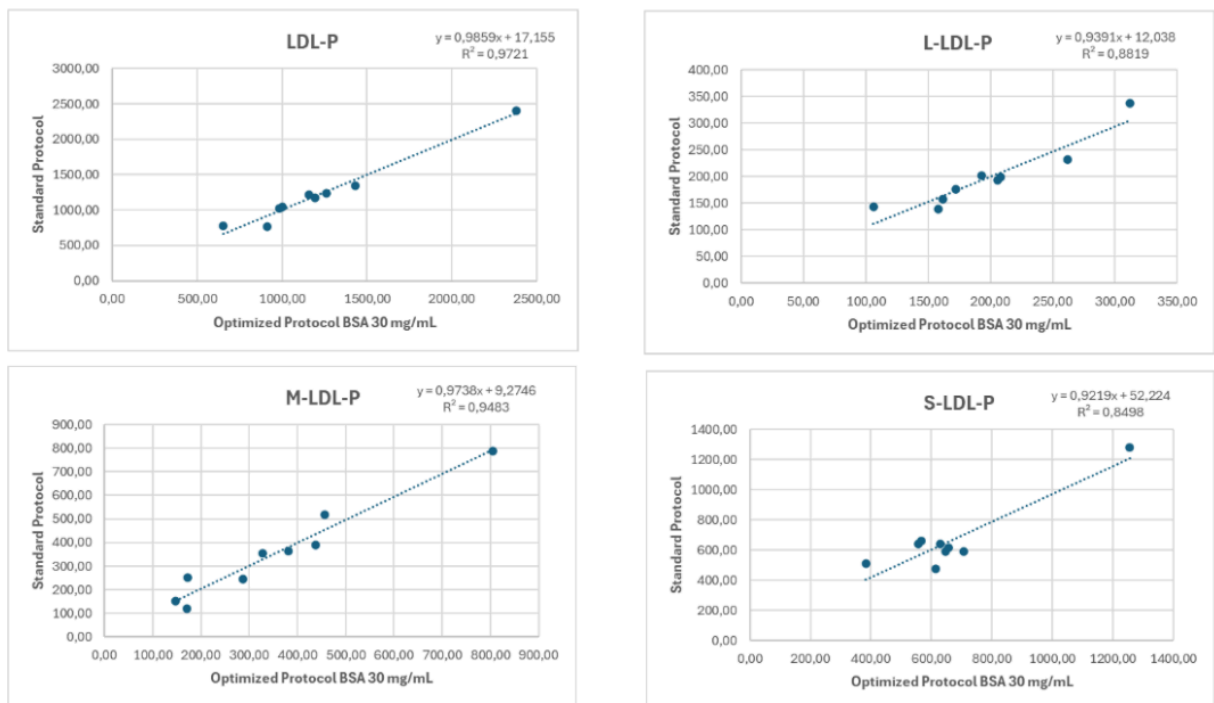 LDL-P
y = 0,9859x + 17,155
R² = 0,9721
3000,00
2500,00
2000,00
1500,00
1000,00
500,00
0,00
Standard Protocol
0,00 500,00 1000,00 1500,00 2000,00 2500,00
Optimized Protocol BSA 30 mg/mL
L-LDL-P
y = 0,9391x + 12,038
R² = 0,8819
400,00
350,00
300,00
250,00
200,00
150,00
100,00
50,00
0,00
Standard Protocol
0,00 50,00 100,00 150,00 200,00 250,00 300,00 350,00
Optimized Protocol BSA 30 mg/mL
M-LDL-P
y = 0,9738x + 9,2746
R² = 0,9483
900,00
800,00
700,00
600,00
500,00
400,00
300,00
200,00
100,00
0,00
Standard Protocol
0,00 100,00 200,00 300,00 400,00 500,00 600,00 700,00 800,00 900,00
Optimized Protocol BSA 30 mg/mL
S-LDL-P
y = 0,9219x + 52,224
R² = 0,8498
1400,00
1200,00
1000,00
800,00
600,00
400,00
200,00
0,00
Standard Protocol
0,00 200,00 400,00 600,00 800,00 1000,00 1200,00 1400,00
Optimized Protocol BSA 30 mg/mL